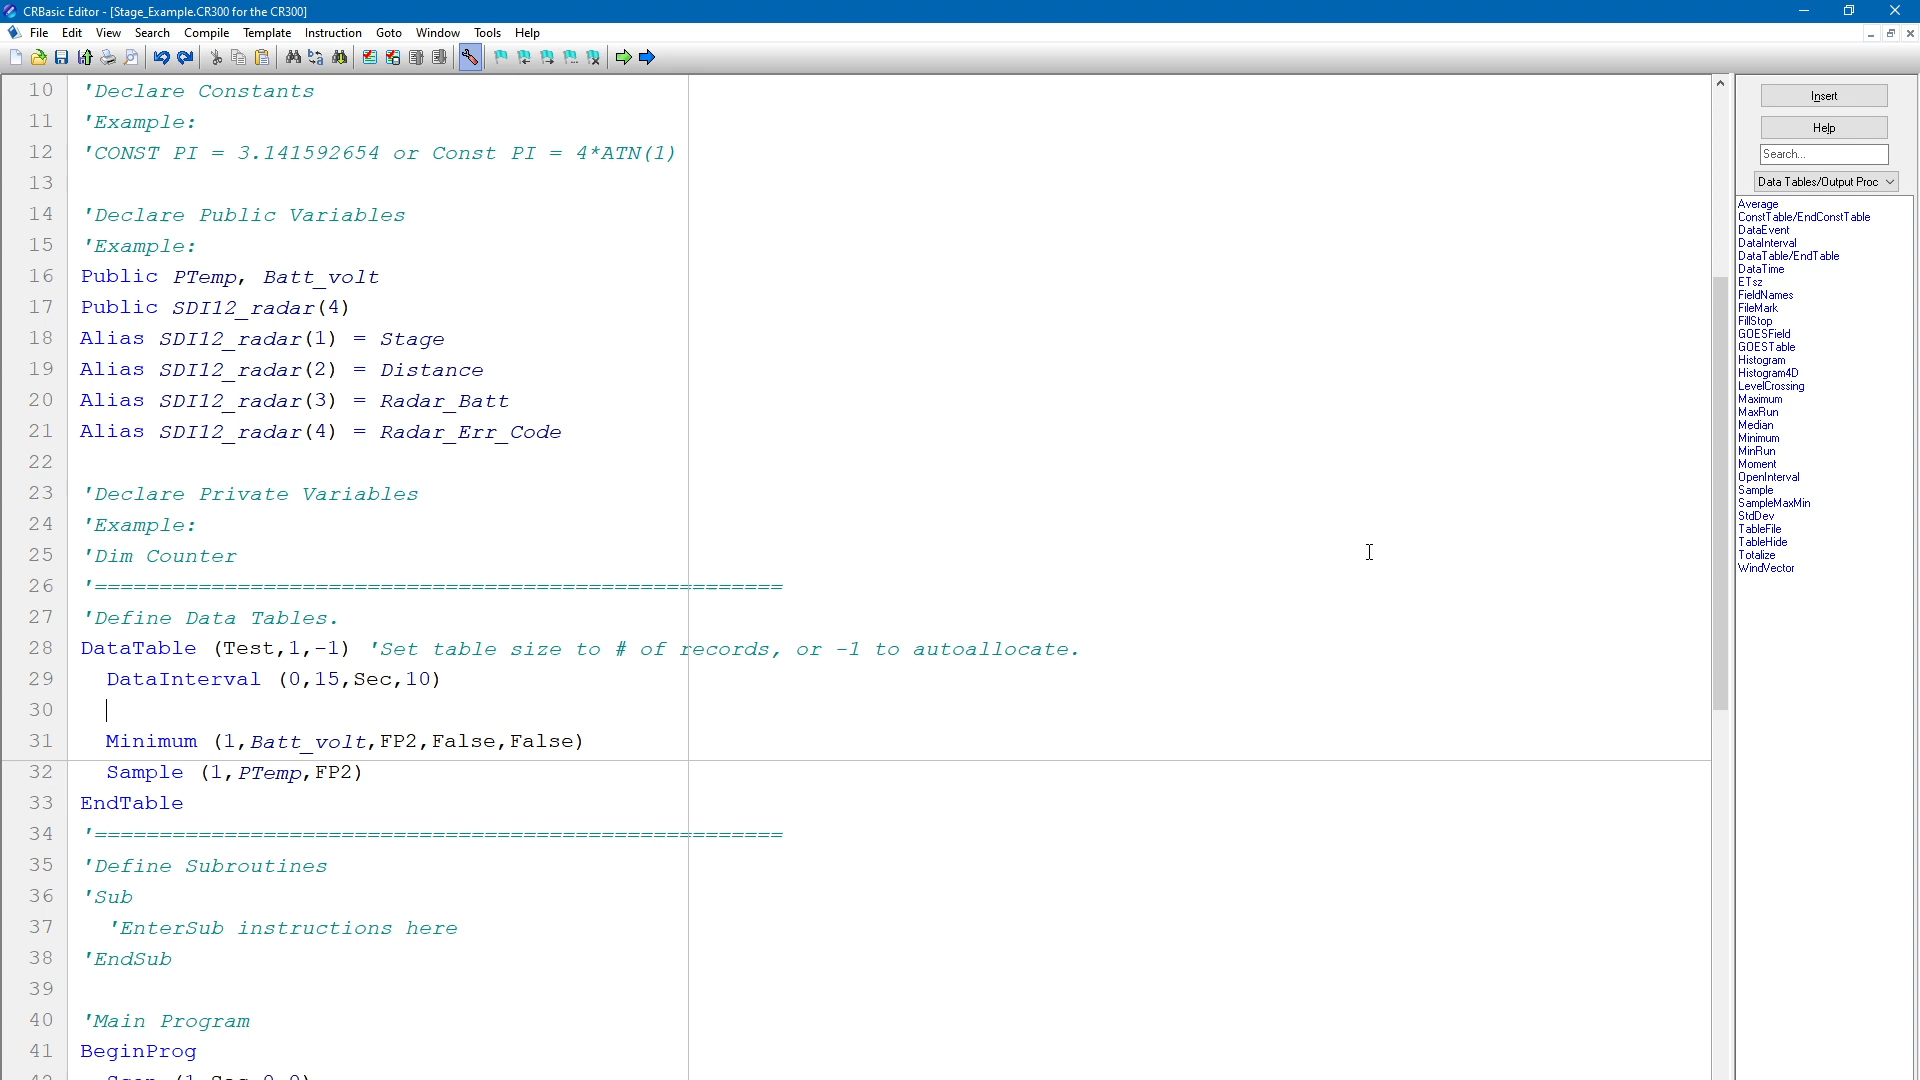 CRBasic Editor - [Stage_Example.CR300 for the CR300]
File Edit View Search Compile Template Instruction Goto Window Tools Help
10 'Declare Constants
11 'Example:
12 'CONST PI = 3.141592654 or Const PI = 4*ATN(1)
13
14 'Declare Public Variables
15 'Example:
16 Public PTemp, Batt_volt
17 Public SDI12_radar(4)
18 Alias SDI12_radar(1) = Stage
19 Alias SDI12_radar(2) = Distance
20 Alias SDI12_radar(3) = Radar_Batt
21 Alias SDI12_radar(4) = Radar_Err_Code
22
23 'Declare Private Variables
24 'Example:
25 'Dim Counter
26 '=====================================================
27 'Define Data Tables.
28 DataTable (Test,1,-1) 'Set table size to # of records, or -1 to autoallocate.
29 DataInterval (0,15,Sec,10)
30
31 Minimum (1,Batt_volt,FP2,False,False)
32 Sample (1,PTemp,FP2)
33 EndTable
34 '=====================================================
35 'Define Subroutines
36 'Sub
37 'EnterSub instructions here
38 'EndSub
39
40 'Main Program
41 BeginProg
42 Scan (1,Sec,0,0)
Insert
Help
Search...
Data Tables/Output Proc
Average
ConstTable/EndConstTable
DataEvent
DataInterval
DataTable/EndTable
DataTime
ETsz
FieldNames
FileMark
FillStop
GOESField
GOESTable
Histogram
Histogram4D
LevelCrossing
Maximum
MaxRun
Median
Minimum
MinRun
Moment
OpenInterval
Sample
SampleMaxMin
StdDev
TableFile
TableHide
Totalize
WindVector